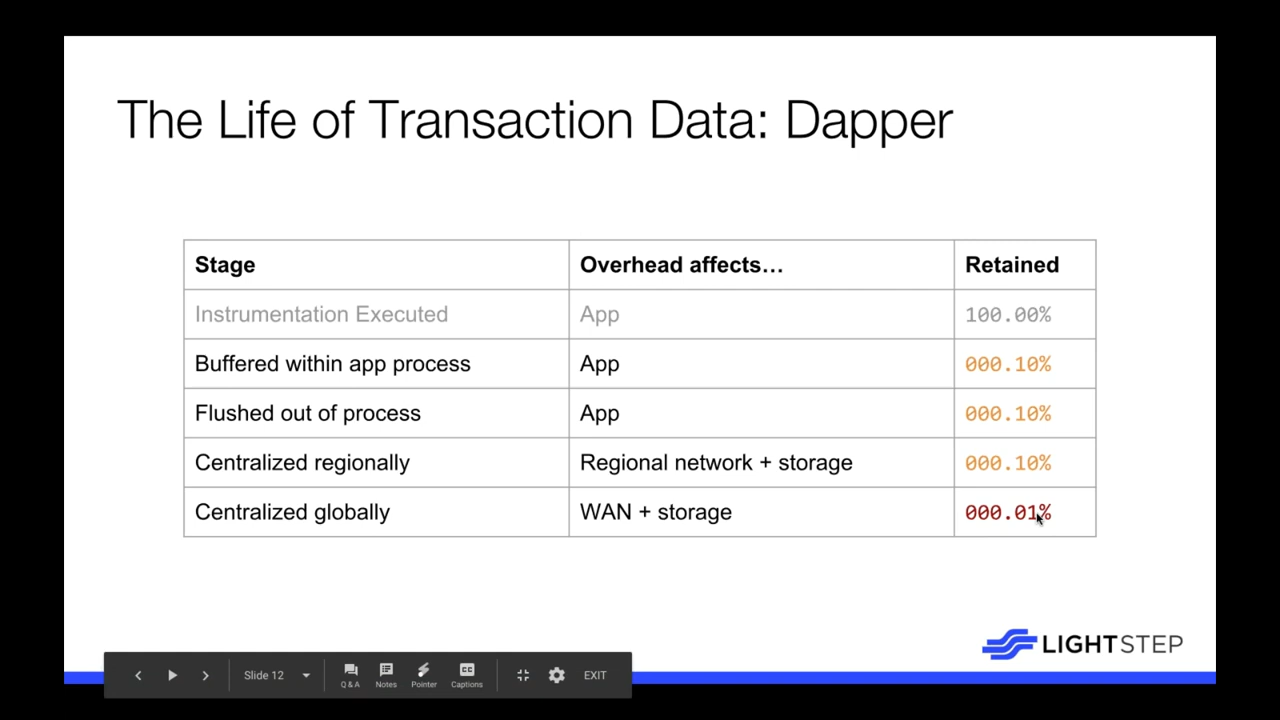 The Life of Transaction Data: Dapper
Stage Overhead affects… Retained
Instrumentation Executed App 100.00%
Buffered within app process App 000.10%
Flushed out of process App 000.10%
Centralized regionally Regional network + storage 000.10%
Centralized globally WAN + storage 000.01%
LIGHTSTEP
Slide 12 Q & A Notes Pointer Captions EXIT